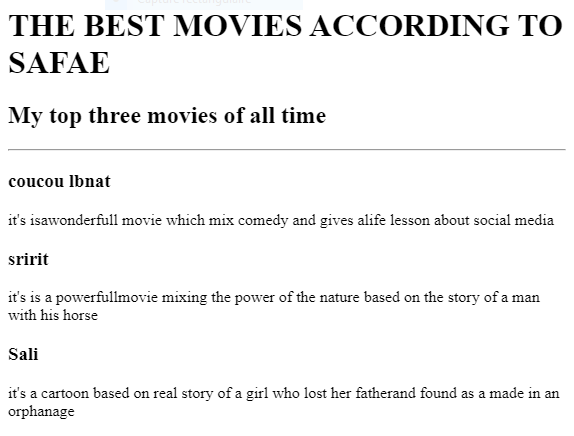 THE BEST MOVIES ACCORDING TO
SAFAE
My top three movies of all time
coucou lbnat
it's isawonderfull movie which mix comedy and gives alife lesson about social media
sririt
it's is a powerfullmovie mixing the power of the nature based on the story of a man
with his horse
Sali
it's a cartoon based on real story of a girl who lost her fatherand found as a made in an
orphanage